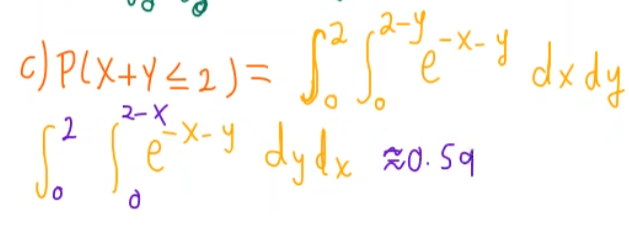 c) P(X+Y ≤ 2) = ∫₀² ∫₀^(2-y) e^(-x-y) dx dy
∫₀² ∫₀^(2-x) e^(-x-y) dy dx ≈ 0.59